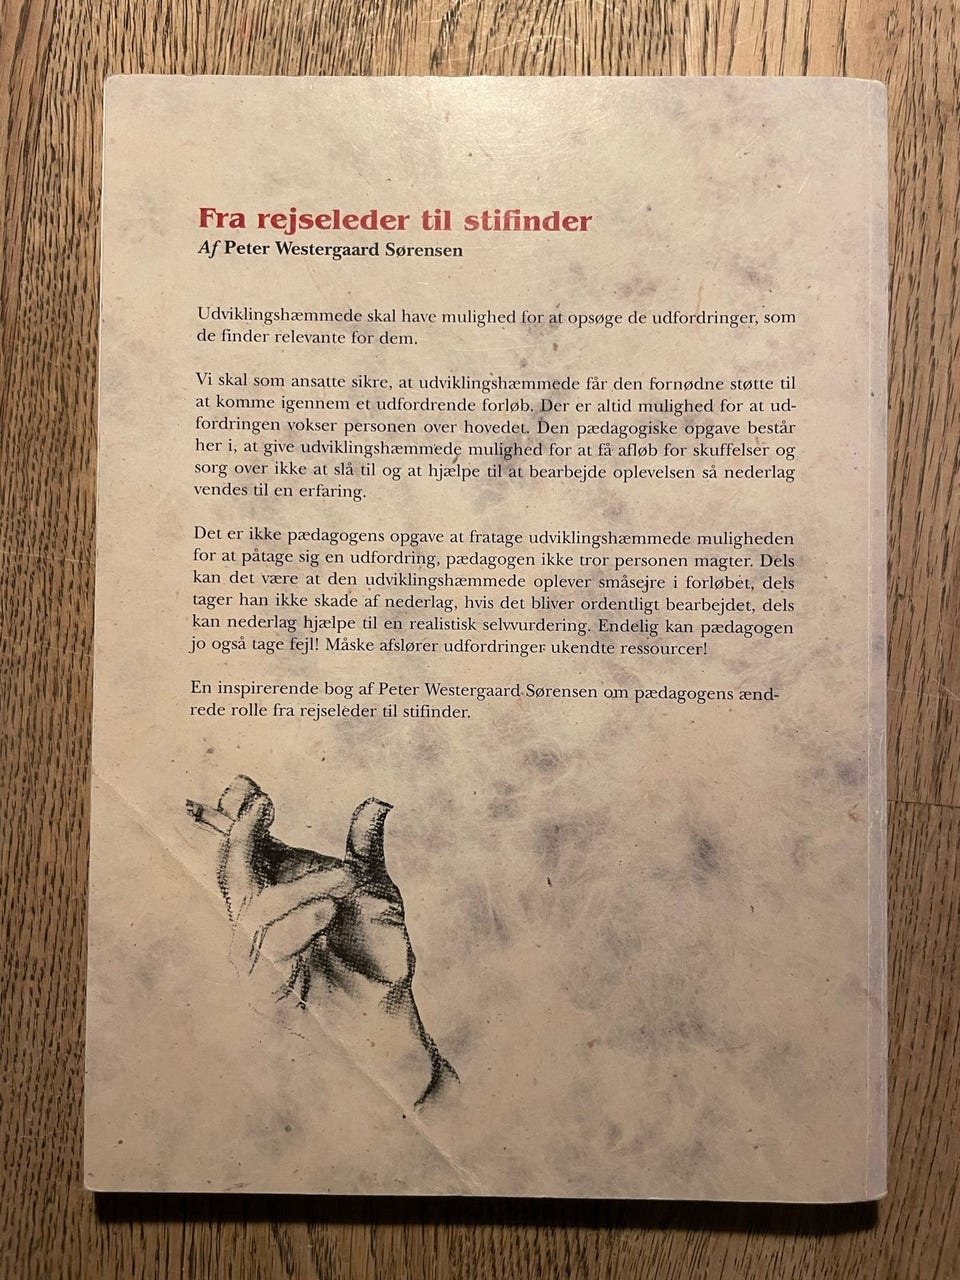 Fra rejseleder til stifinder
Af Peter Westergaard Sørensen
Udviklingshæmmede skal have mulighed for at opsøge de udfordringer, som
de finder relevante for dem.
Vi skal som ansatte sikre, at udviklingshæmmede får den fornødne støtte til
at komme igennem et udfordrende forløb. Der er altid mulighed for at ud-
fordringen vokser personen over hovedet. Den pædagogiske opgave består
her i, at give udviklingshæmmede mulighed for at få afløb for skuffelser og
sorg over ikke at slå til og at hjælpe til at bearbejde oplevelsen så nederlag
vendes til en erfaring.
Det er ikke pædagogens opgave at fratage udviklingshæmmede muligheden
for at påtage sig en udfordring, pædagogen ikke tror personen magter. Dels
kan det være at den udviklingshæmmede oplever småsejre i forløbet, dels
tager han ikke skade af nederlag, hvis det bliver ordentligt bearbejdet, dels
kan nederlag hjælpe til en realistisk selvvurdering. Endelig kan pædagogen
jo også tage fejl! Måske afslører udfordringer ukendte ressourcer!
En inspirerende bog af Peter Westergaard Sørensen om pædagogens ænd-
rede rolle fra rejseleder til stifinder.